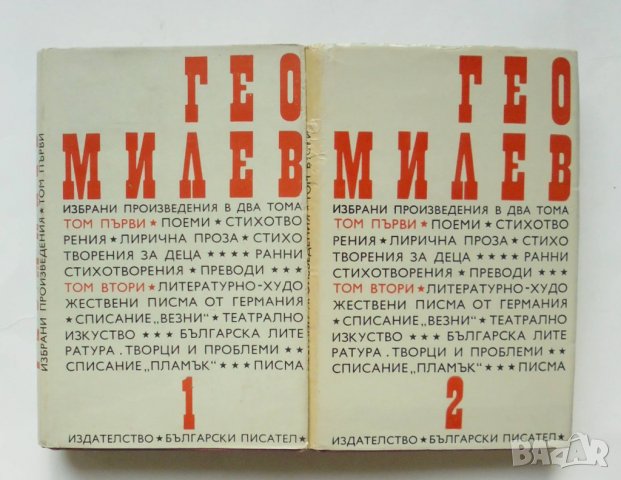 ГЕО
МИЛЕВ
ИЗБРАНИ ПРОИЗВЕДЕНИЯ В ДВА ТОМА
ТОМ ПЪРВИ ★ ПОЕМИ ★ СТИХОТВО
РЕНИЯ ★ ЛИРИЧНА ПРОЗА ★ СТИХО
ТВОРЕНИЯ ЗА ДЕЦА ★★★★ РАННИ
СТИХОТВОРЕНИЯ ★ ПРЕВОДИ ★★★
ТОМ ВТОРИ ★ ЛИТЕРАТУРНО-ХУДО
ЖЕСТВЕНИ ПИСМА ОТ ГЕРМАНИЯ
★ СПИСАНИЕ „ВЕЗНИ“ ★ ТЕАТРАЛНО
ИЗКУСТВО ★★★ БЪЛГАРСКА ЛИТЕ
РАТУРА. ТВОРЦИ И ПРОБЛЕМИ ★★
СПИСАНИЕ „ПЛАМЪК“ ★★★ ПИСМА
1
ИЗДАТЕЛСТВО ★ БЪЛГАРСКИ ПИСАТЕЛ ★
ИЗБРАНИ ПРОИЗВЕДЕНИЯ ★ ТОМ ПЪРВИ
ГЕО
МИЛЕВ
ИЗБРАНИ ПРОИЗВЕДЕНИЯ В ДВА ТОМА
ТОМ ПЪРВИ ★ ПОЕМИ ★ СТИХОТВО
РЕНИЯ ★ ЛИРИЧНА ПРОЗА ★ СТИХО
ТВОРЕНИЯ ЗА ДЕЦА ★★★★ РАННИ
СТИХОТВОРЕНИЯ ★ ПРЕВОДИ ★★★
ТОМ ВТОРИ ★ ЛИТЕРАТУРНО-ХУДО
ЖЕСТВЕНИ ПИСМА ОТ ГЕРМАНИЯ
★ СПИСАНИЕ „ВЕЗНИ“ ★ ТЕАТРАЛНО
ИЗКУСТВО ★★★ БЪЛГАРСКА ЛИТЕ
РАТУРА. ТВОРЦИ И ПРОБЛЕМИ ★★
СПИСАНИЕ „ПЛАМЪК“ ★★★ ПИСМА
2
ИЗДАТЕЛСТВО ★ БЪЛГАРСКИ ПИСАТЕЛ ★
BAZAR